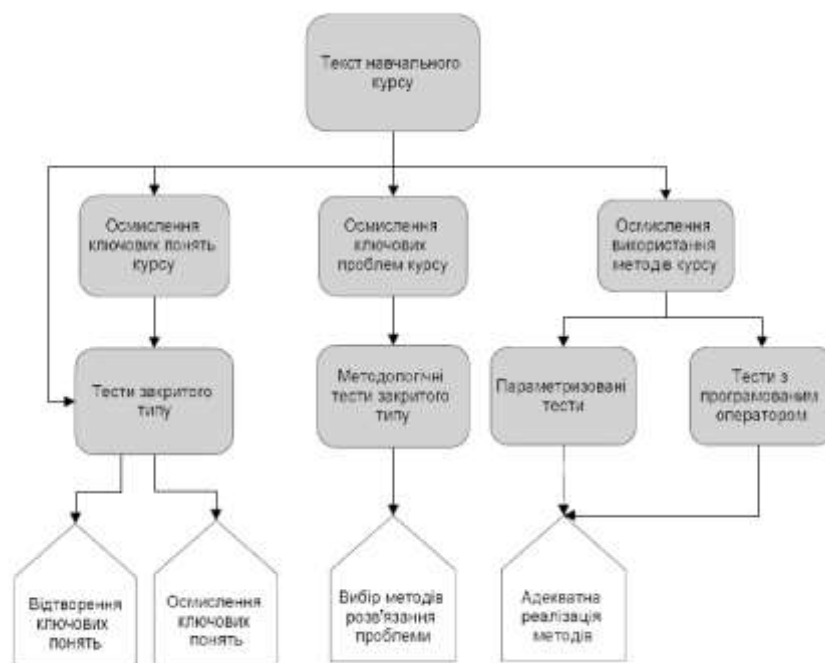 Текст навчального
курсу
Осмислення
ключових понять
курсу
Осмислення
ключових
проблем курсу
Осмислення
використання
методів курсу
Тести закритого
типу
Методологічні
тести закритого
типу
Параметризовані
тести
Тести з
програмованим
оператором
Відтворення
ключових
понять
Осмислення
ключових
понять
Вибір методів
розв'язання
проблеми
Адекватна
реалізація
методів